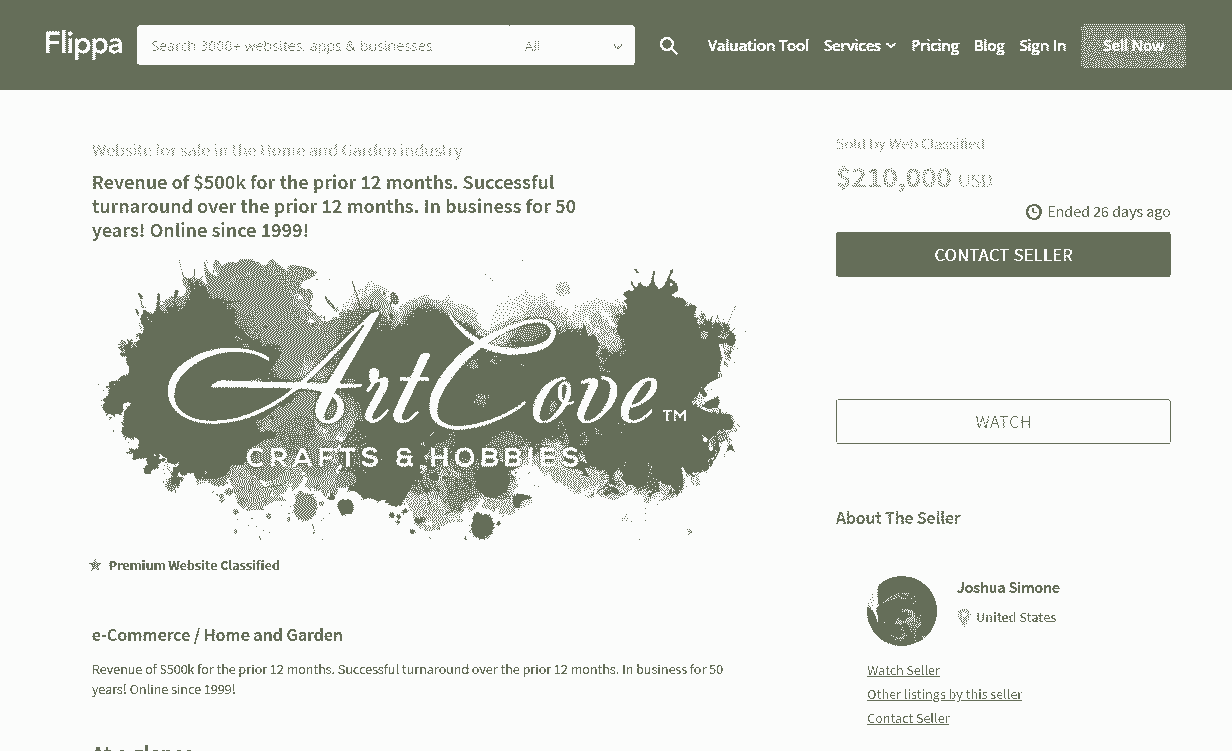 Flippa
Search 3000+ websites, apps & businesses
All
Valuation Tool
Services
Pricing
Blog
Sign In
Sell Now
Website for sale in the Home and Garden industry
Revenue of $500k for the prior 12 months. Successful
turnaround over the prior 12 months. In business for 50
years! Online since 1999!
ArtCove TM
CRAFTS & HOBBIES
Premium Website Classified
e-Commerce / Home and Garden
Revenue of $500k for the prior 12 months. Successful turnaround over the prior 12 months. In business for 50
years! Online since 1999!
At a glance
Sold by Web Classified
$210,000 USD
Ended 26 days ago
CONTACT SELLER
WATCH
About The Seller
Joshua Simone
United States
Watch Seller
Other listings by this seller
Contact Seller